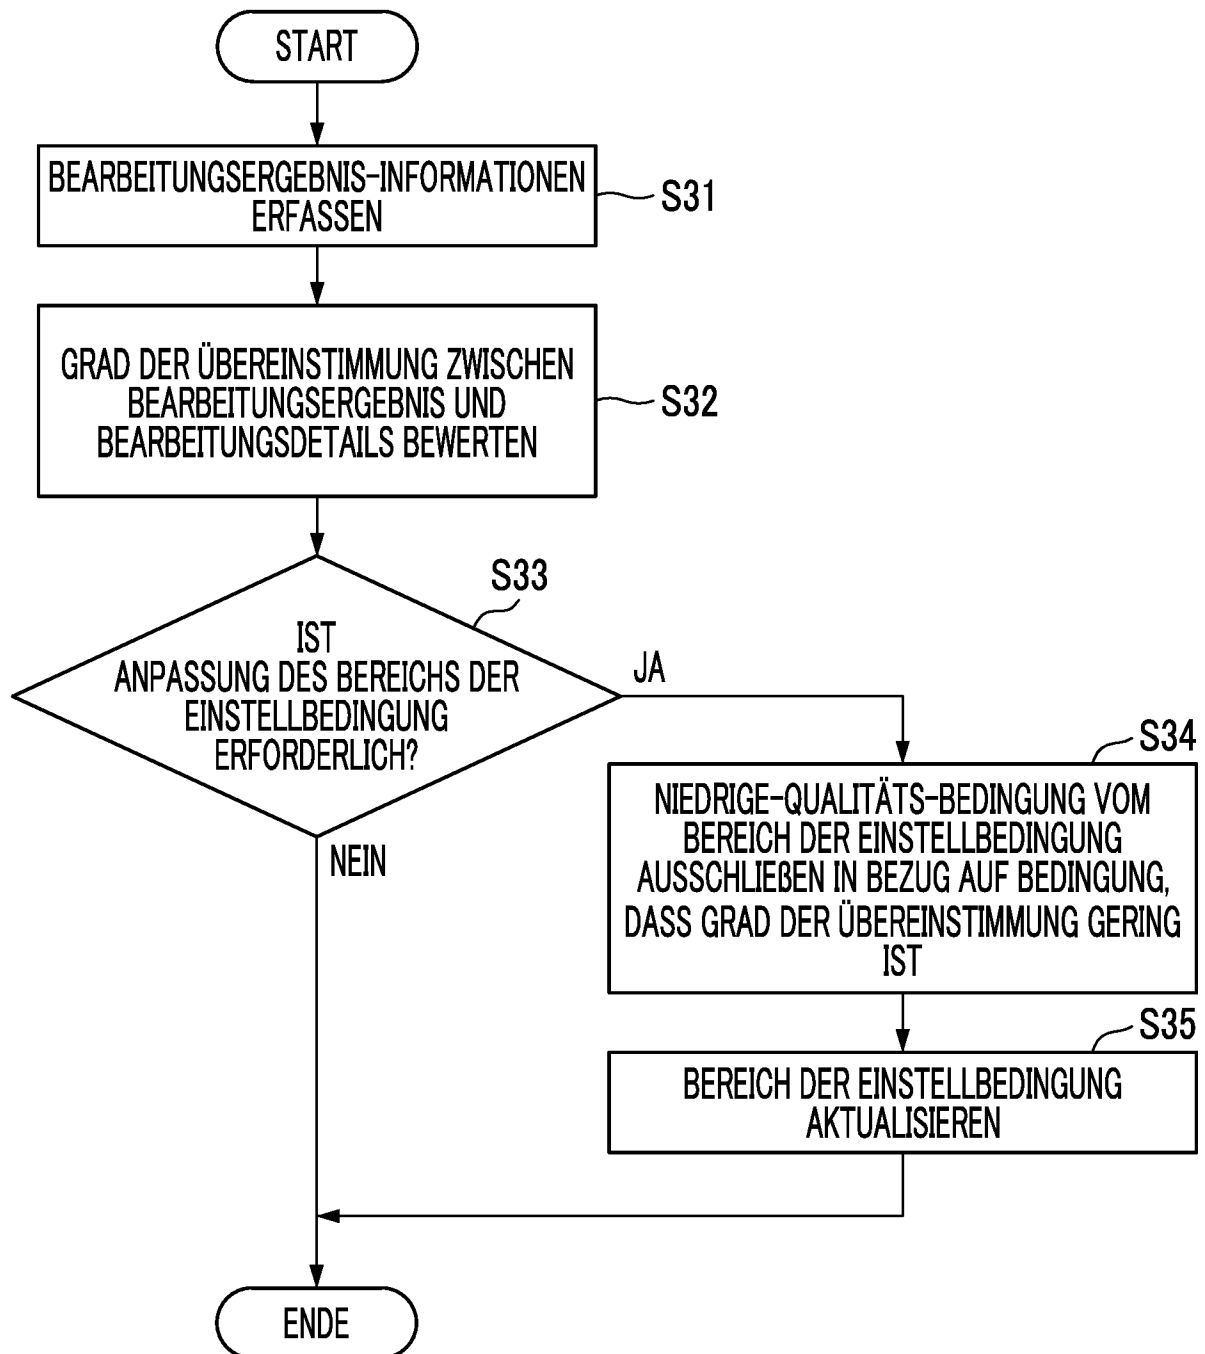 START
BEARBEITUNGSERGEBNIS-INFORMATIONEN
ERFASSEN
S31
GRAD DER ÜBEREINSTIMMUNG ZWISCHEN
BEARBEITUNGSERGEBNIS UND
BEARBEITUNGSDETAILS BEWERTEN
S32
S33
IST
ANPASSUNG DES BEREICHS DER
EINSTELLBEDINGUNG
ERFORDERLICH?
JA
NEIN
S34
NIEDRIGE-QUALITÄTS-BEDINGUNG VOM
BEREICH DER EINSTELLBEDINGUNG
AUSSCHLIEßEN IN BEZUG AUF BEDINGUNG,
DASS GRAD DER ÜBEREINSTIMMUNG GERING
IST
S35
BEREICH DER EINSTELLBEDINGUNG
AKTUALISIEREN
ENDE